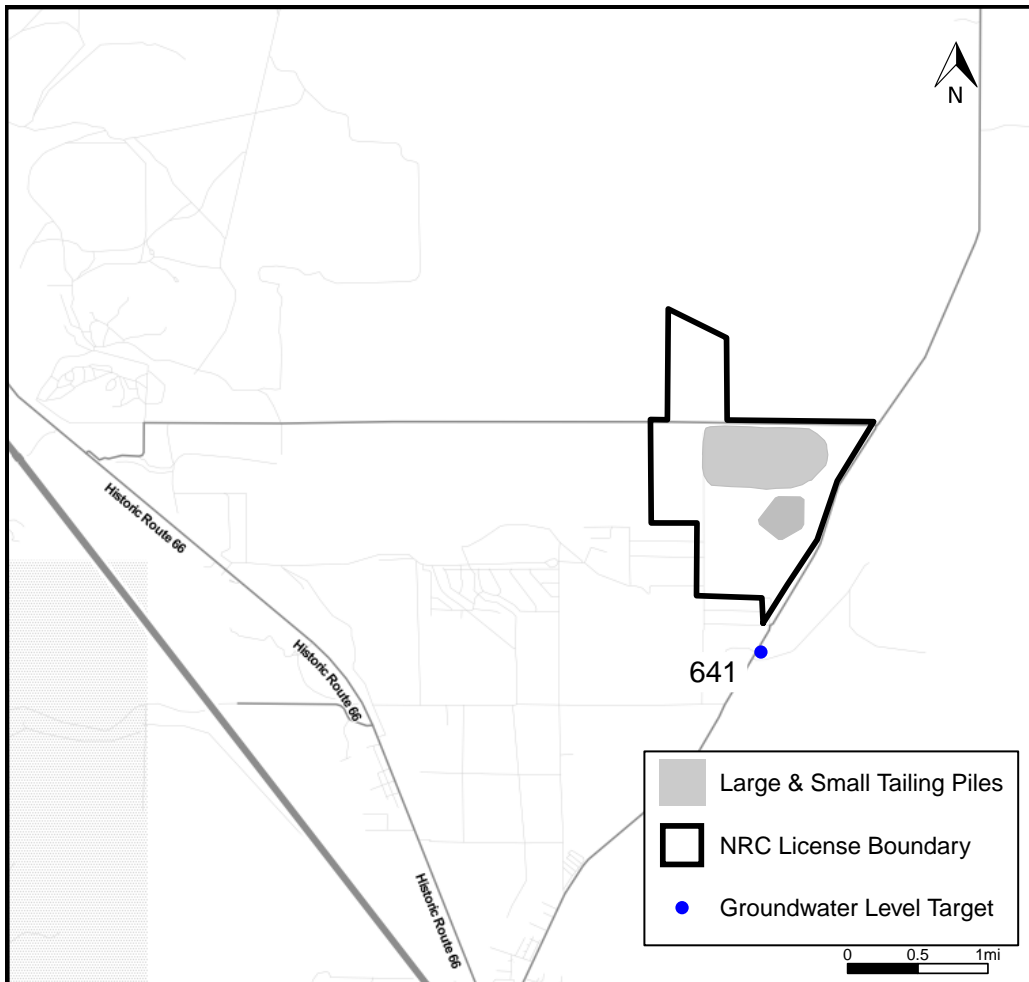 N
Historic Route 66
Historic Route 66
641
Large & Small Tailing Piles
NRC License Boundary
Historic Route 66
Groundwater Level Target
0 0.5 1mi